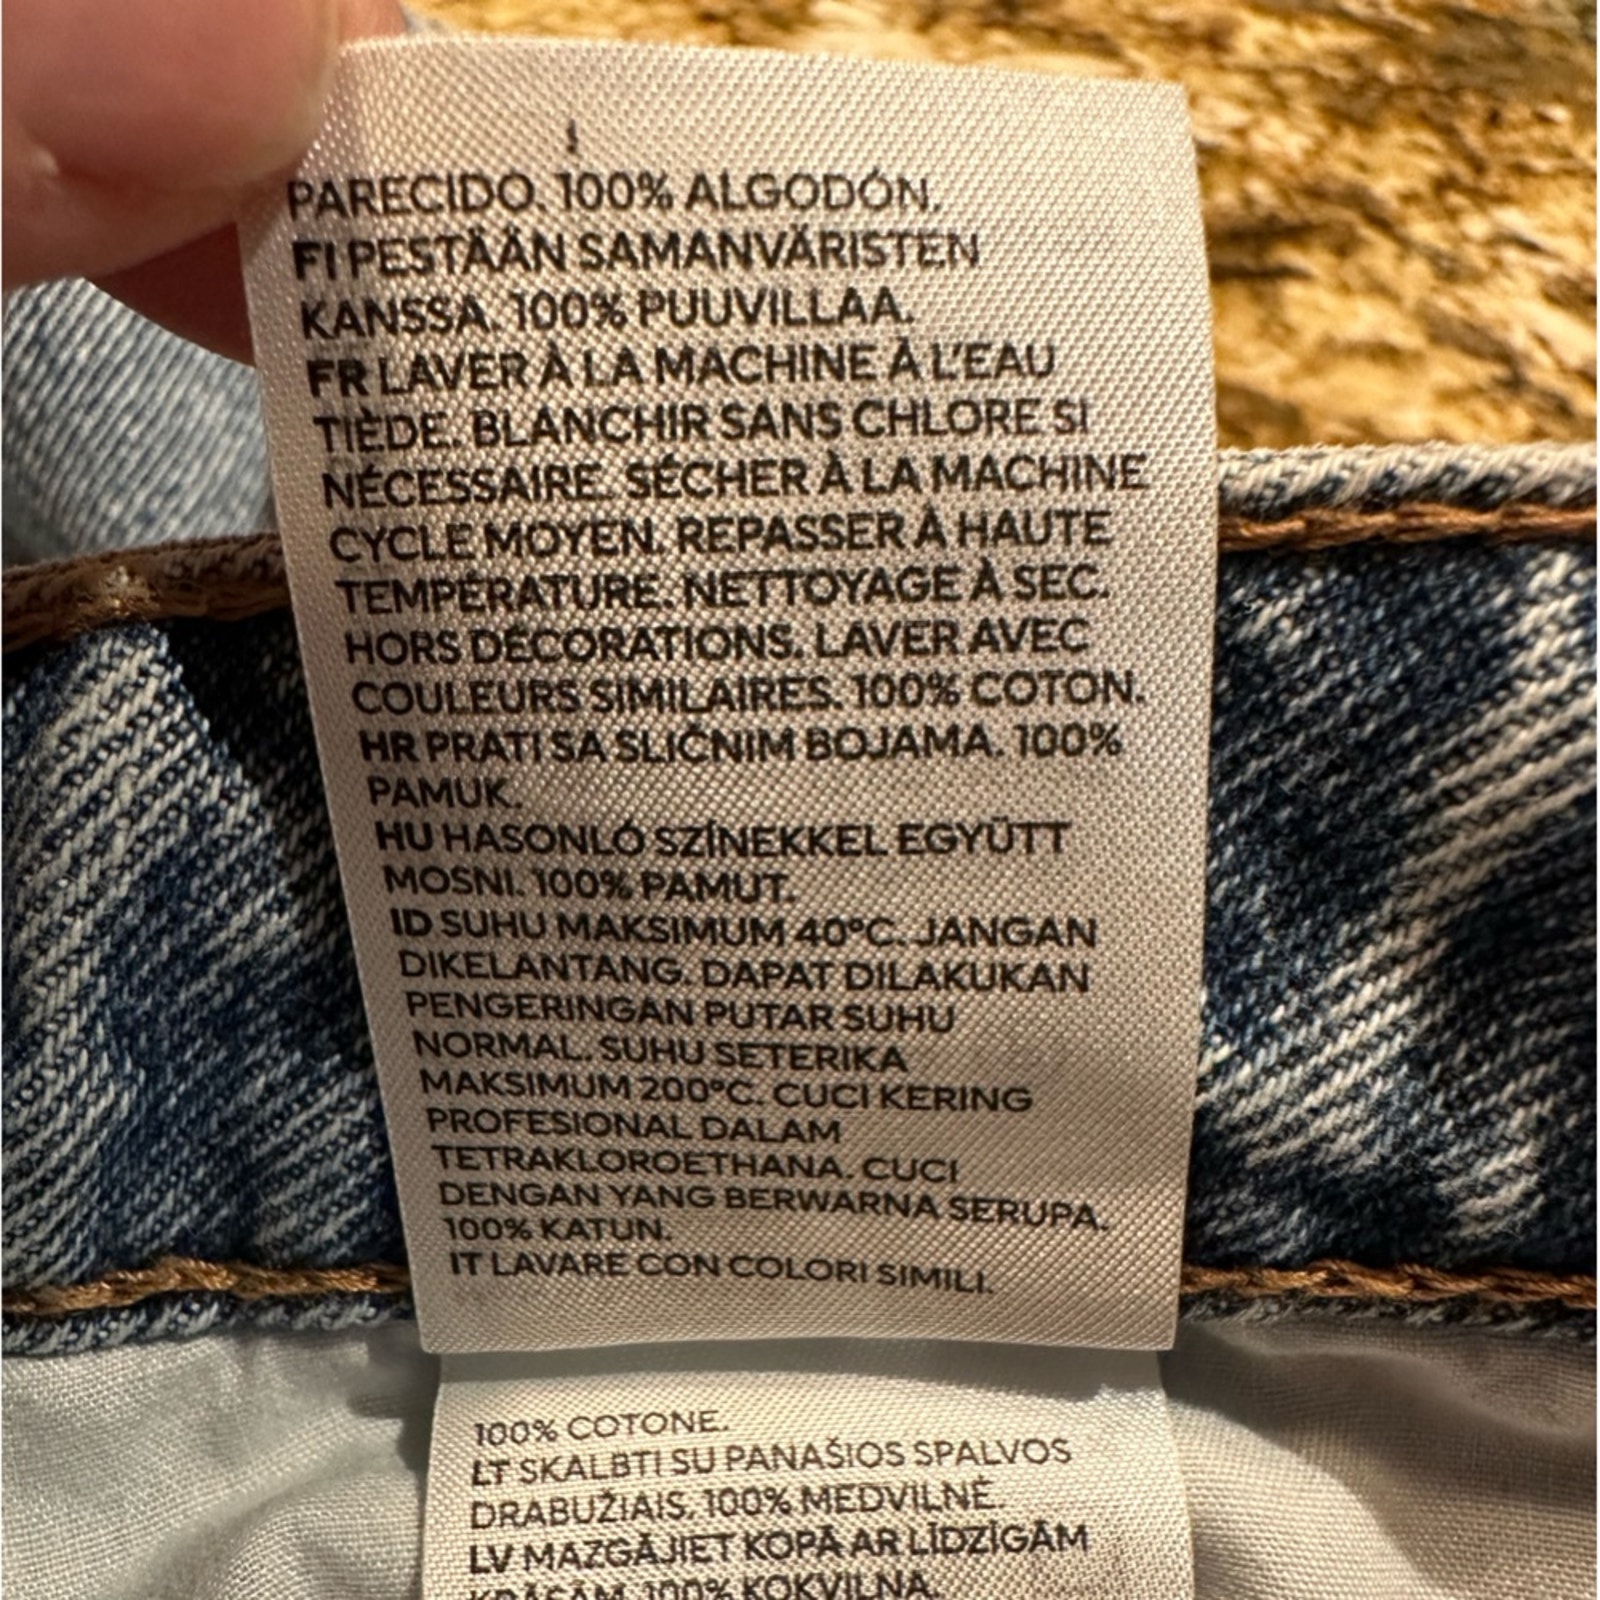 PARECIDO. 100% ALGODÓN.
FI PESTÄÄN SAMANVÄRISTEN
KANSSA. 100% PUUVILLAA.
FR LAVER À LA MACHINE À L'EAU
TIÈDE. BLANCHIR SANS CHLORE SI
NÉCESSAIRE. SÉCHER À LA MACHINE
CYCLE MOYEN. REPASSER À HAUTE
TEMPÉRATURE. NETTOYAGE À SEC.
HORS DÉCORATIONS. LAVER AVEC
COULEURS SIMILAIRES. 100% COTON.
HR PRATI SA SLIČNIM BOJAMA. 100%
PAMUK.
HU HASONLÓ SZÍNEKKEL EGYÜTT
MOSNI. 100% PAMUT.
ID SUHU MAKSIMUM 40°C. JANGAN
DIKELANTANG. DAPAT DILAKUKAN
PENGERINGAN PUTAR SUHU
NORMAL. SUHU SETERIKA
MAKSIMUM 200°C. CUCI KERING
PROFESIONAL DALAM
TETRAKLOROETHANA. CUCI
DENGAN YANG BERWARNA SERUPA.
100% KATUN.
IT LAVARE CON COLORI SIMILI.
100% COTONE.
LT SKALBTI SU PANAŠIOS SPALVOS
DRABUŽIAIS. 100% MEDVILNĖ.
LV MAZGĀJIET KOPĀ AR LĪDZĪGĀM
KRĀSĀM. 100% KOKVILNA.